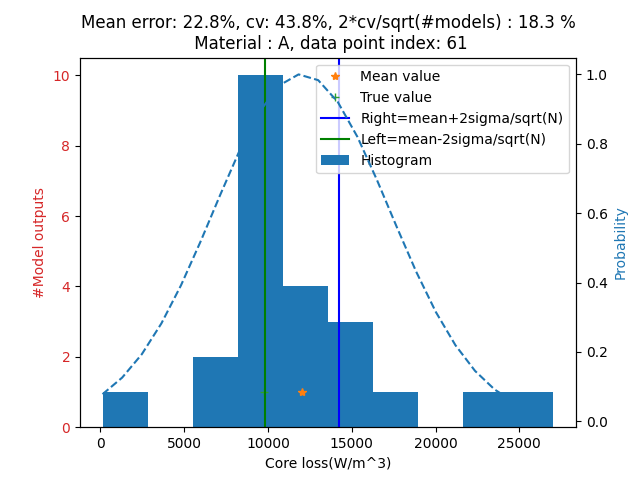 Mean error: 22.8%, cv: 43.8%, 2*cv/sqrt(#models) : 18.3 %
Material : A, data point index: 61
Mean value
True value
Right=mean+2sigma/sqrt(N)
Left=mean-2sigma/sqrt(N)
Histogram
#Model outputs
10
8
6
4
2
0
1.0
0.8
0.6
0.4
0.2
0.0
Probability
0
5000
10000
15000
20000
25000
Core loss(W/m^3)